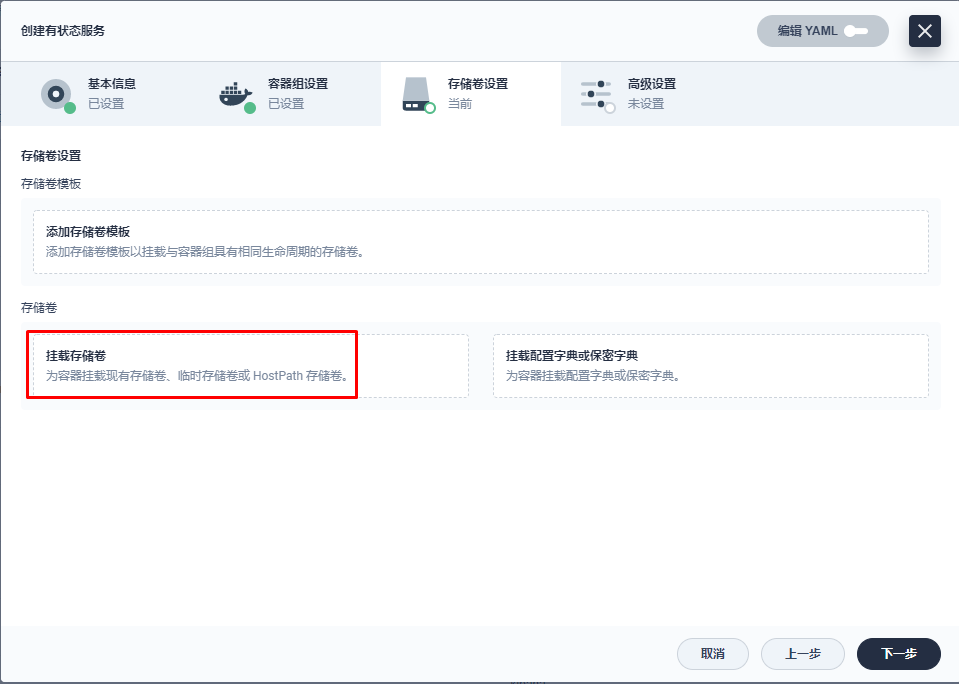 创建有状态服务
编辑 YAML
基本信息
已设置
容器组设置
已设置
存储卷设置
当前
高级设置
未设置
存储卷设置
存储卷模板
添加存储卷模板
添加存储卷模板以挂载与容器组具有相同生命周期的存储卷。
存储卷
挂载存储卷
为容器挂载现有存储卷、临时存储卷或 HostPath 存储卷。
挂载配置字典或保密字典
为容器挂载配置字典或保密字典。
取消
上一步
下一步